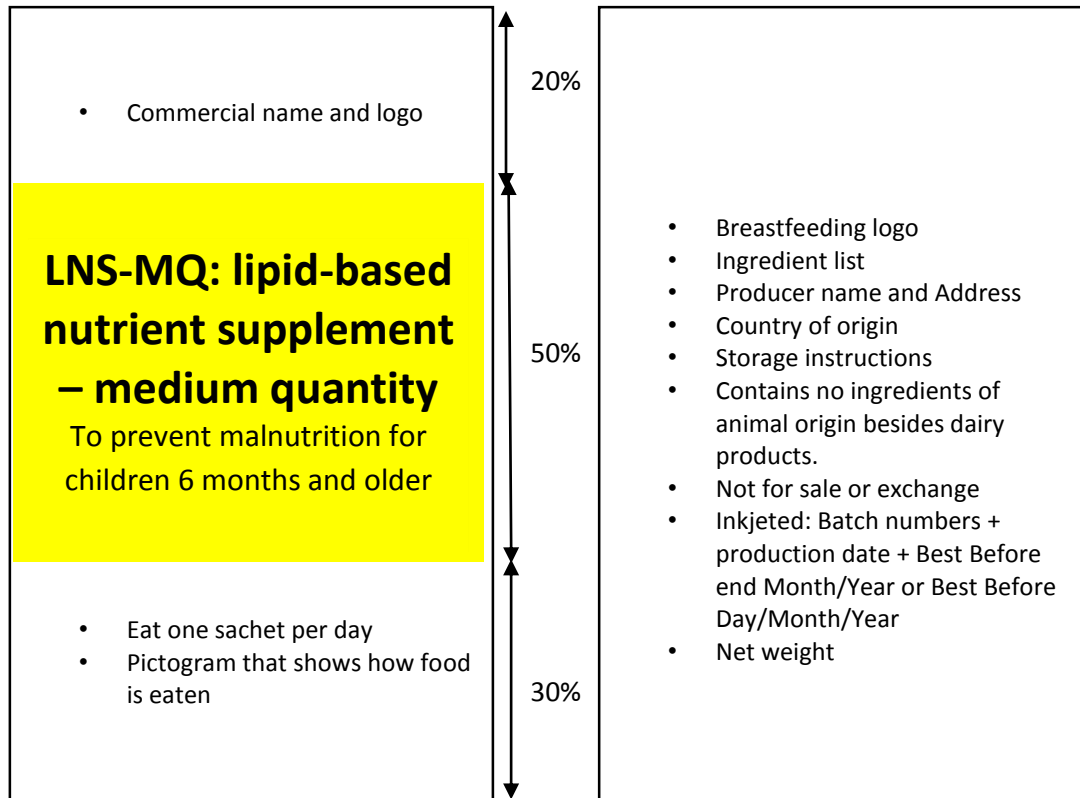 • Commercial name and logo
LNS-MQ: lipid-based
nutrient supplement
– medium quantity
To prevent malnutrition for
children 6 months and older
• Eat one sachet per day
• Pictogram that shows how food
is eaten
20%
50%
30%
• Breastfeeding logo
• Ingredient list
• Producer name and Address
• Country of origin
• Storage instructions
• Contains no ingredients of
animal origin besides dairy
products.
• Not for sale or exchange
• Inkjeted: Batch numbers +
production date + Best Before
end Month/Year or Best Before
Day/Month/Year
• Net weight